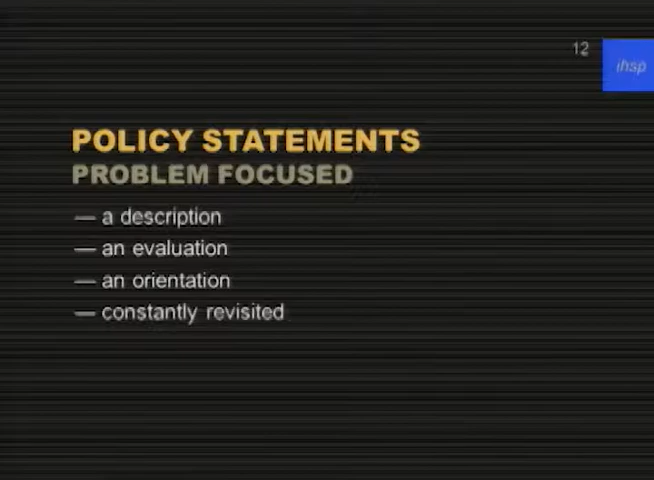 12
ihsp
POLICY STATEMENTS
PROBLEM FOCUSED
— a description
— an evaluation
— an orientation
— constantly revisited